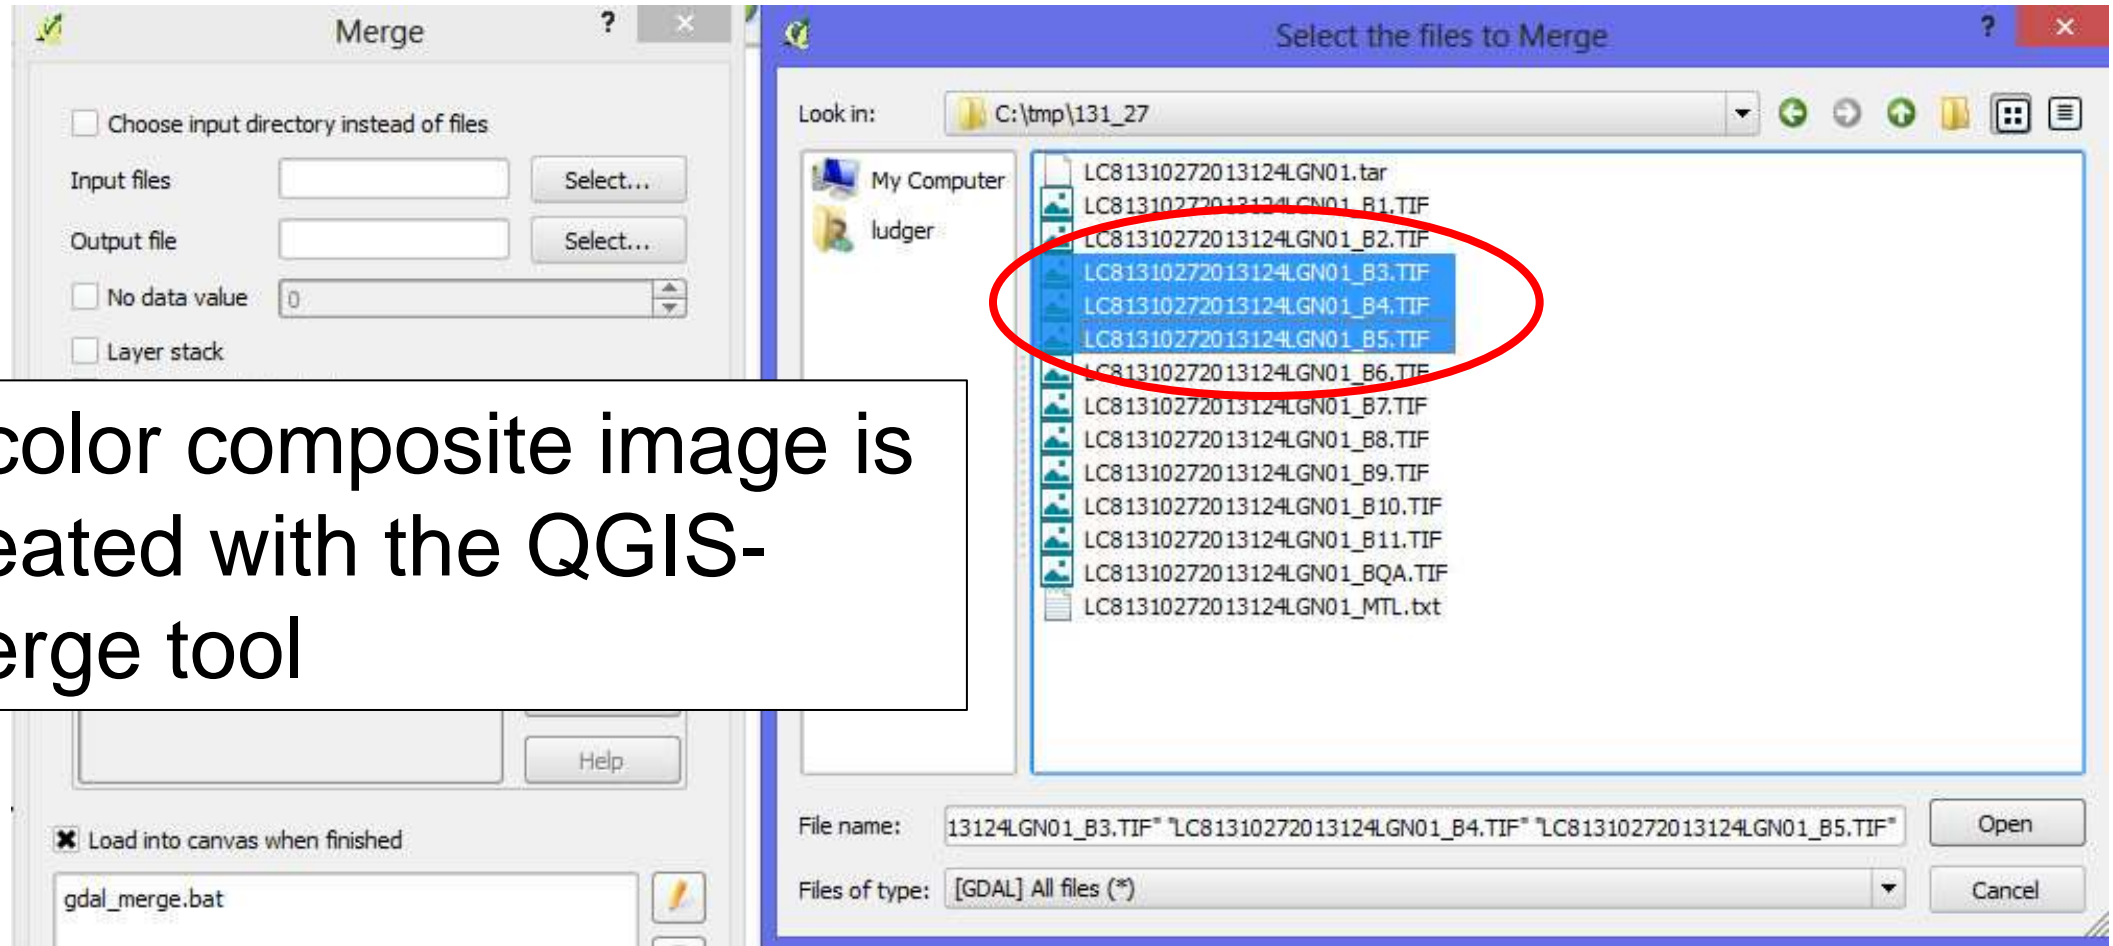 Merge
?
Choose input directory instead of files
Input files
Select...
Output file
Select...
No data value
0
Layer stack
color composite image is
eated with the QGIS-
erge tool
Help
Load into canvas when finished
gdal_merge.bat
Select the files to Merge
?
Look in:
C:\tmp\131_27
My Computer
ludger
LC81310272013124LGN01.tar
LC81310272013124LGN01_B1.TIF
LC81310272013124LGN01_B2.TIF
LC81310272013124LGN01_B3.TIF
LC81310272013124LGN01_B4.TIF
LC81310272013124LGN01_B5.TIF
LC81310272013124LGN01_B6.TIF
LC81310272013124LGN01_B7.TIF
LC81310272013124LGN01_B8.TIF
LC81310272013124LGN01_B9.TIF
LC81310272013124LGN01_B10.TIF
LC81310272013124LGN01_B11.TIF
LC81310272013124LGN01_BQA.TIF
LC81310272013124LGN01_MTL.txt
File name:
13124LGN01_B3.TIF" "LC81310272013124LGN01_B4.TIF" "LC81310272013124LGN01_B5.TIF"
Open
Files of type:
[GDAL] All files (*)
Cancel